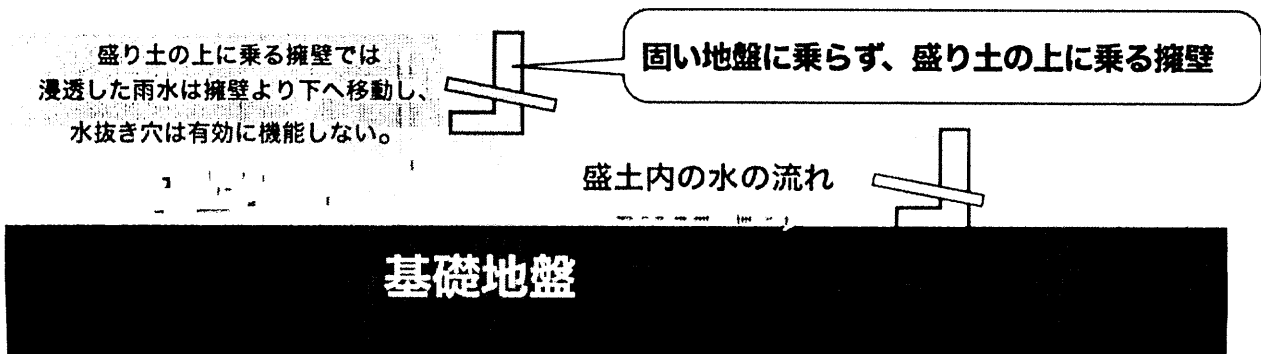 盛り土の上に乗る擁壁では
浸透した雨水は擁壁より下へ移動し、
水抜き穴は有効に機能しない。
固い地盤に乗らず、盛り土の上に乗る擁壁
盛土内の水の流れ
基礎地盤